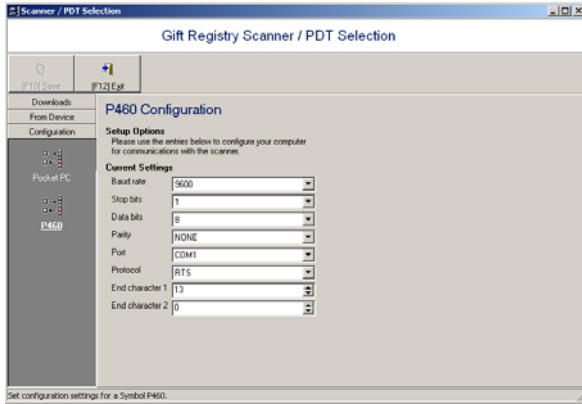 Scanner / PDT Selection
Gift Registry Scanner / PDT Selection
[F10] Save
[F12] Exit
Downloads
From Device
Configuration
Pocket PC
P460
P460 Configuration
Setup Options
Please use the entries below to configure your computer
for communications with the scanner.
Current Settings
Baud rate 9600
Stop bits 1
Data bits 8
Parity NONE
Port COM1
Protocol RTS
End character 1 13
End character 2 0
Set configuration settings for a Symbol P460.